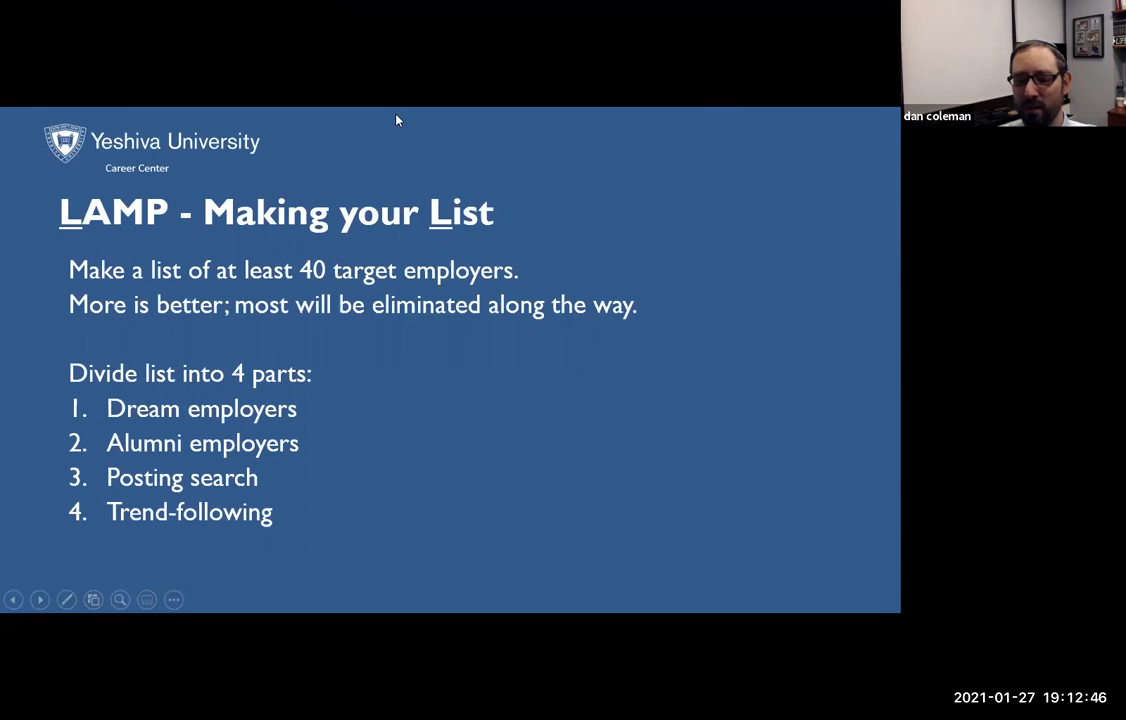 Yeshiva University
Career Center
LAMP - Making your List
Make a list of at least 40 target employers.
More is better; most will be eliminated along the way.
Divide list into 4 parts:
1. Dream employers
2. Alumni employers
3. Posting search
4. Trend-following
dan coleman
2021-01-27 19:12:46